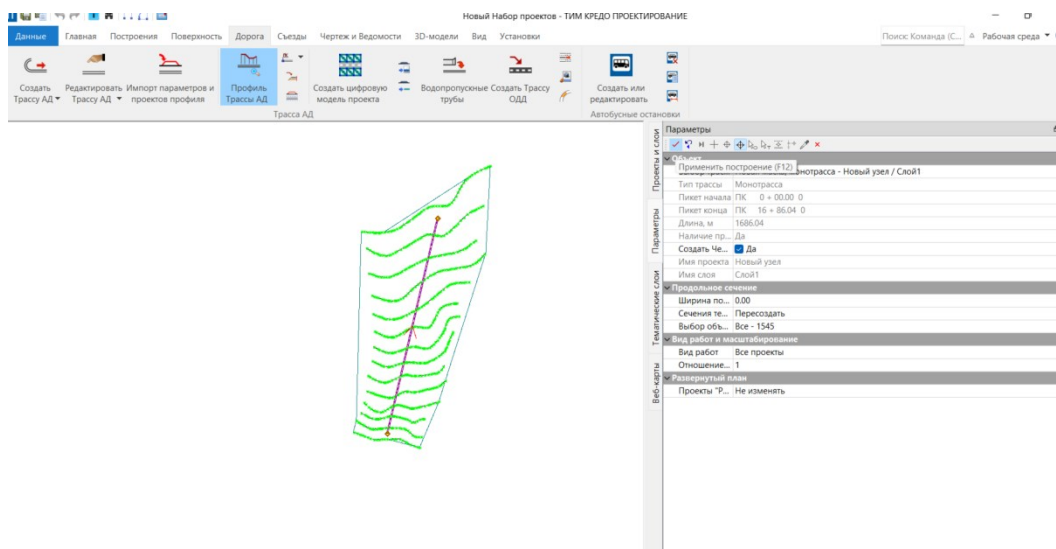 Новый Набор проектов - ТИМ КРЕДО ПРОЕКТИРОВАНИЕ
Данные Главная Построения Поверхность Дорога Съезды Чертеж и Ведомости 3D-модели Вид Установки Поиск: Команда (C... Рабочая среда
Создать Редактировать Импорт параметров и Профиль Создать цифровую Водопропускные Создать Трассу Создать или
Трассу АД Трассу АД проектов профиля Трассы АД модель проекта трубы ОДД редактировать
Трасса АД Автобусные остановки
Параметры
Объект
Применить построение (F12)
онотрасса - Новый узел / Слой1
Тип трассы Монотрасса
Пикет начала ПК 0 + 00.00 0
Пикет конца ПК 16 + 86.04 0
Длина, м 1686.04
Наличие пр... Да
Создать Че... Да
Имя проекта Новый узел
Имя слоя Слой1
Продольное сечение
Ширина по... 0.00
Сечения те... Пересоздать
Выбор объ... Все - 1545
Вид работ и масштабирование
Вид работ Все проекты
Отношение... 1
Развернутый план
Проекты "Р... Не изменять
Проекты и слои
Параметры
Тематические слои
Веб-карты